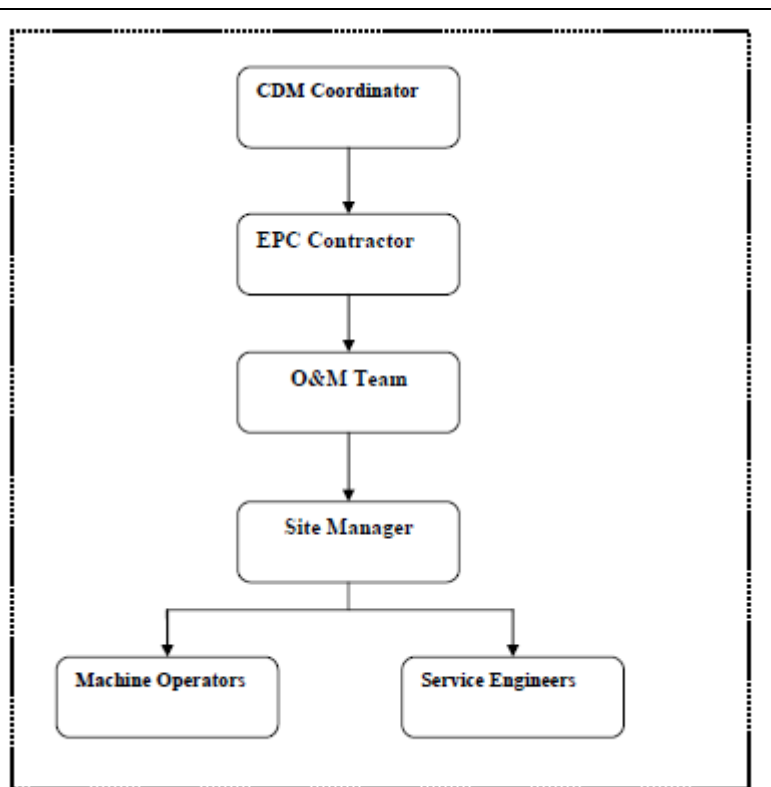 CDM Coordinator
EPC Contractor
O&M Team
Site Manager
Machine Operators
Service Engineers